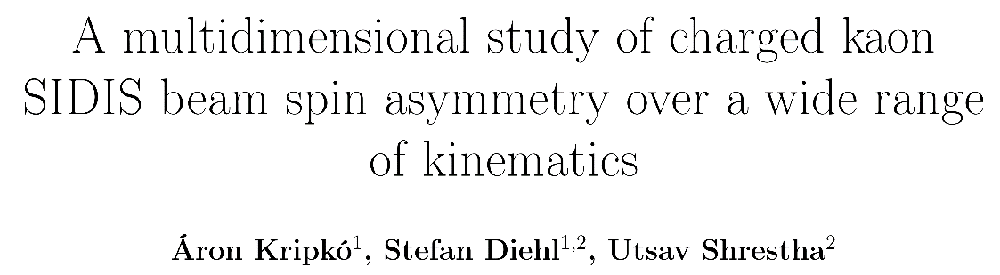 A multidimensional study of charged kaon
SIDIS beam spin asymmetry over a wide range
of kinematics
Áron Kripkó¹, Stefan Diehl¹,², Utsav Shrestha²